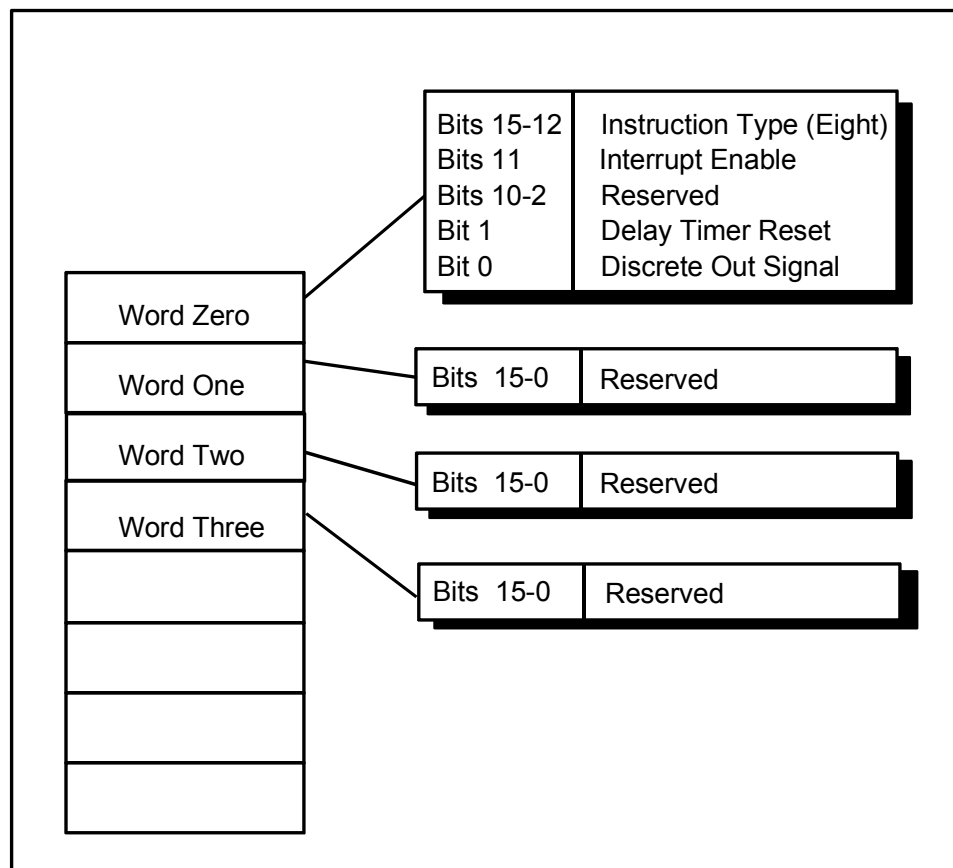 Bits 15-12 Instruction Type (Eight)
Bits 11 Interrupt Enable
Bits 10-2 Reserved
Bit 1 Delay Timer Reset
Bit 0 Discrete Out Signal
Word Zero
Word One
Bits 15-0 Reserved
Word Two
Bits 15-0 Reserved
Word Three
Bits 15-0 Reserved